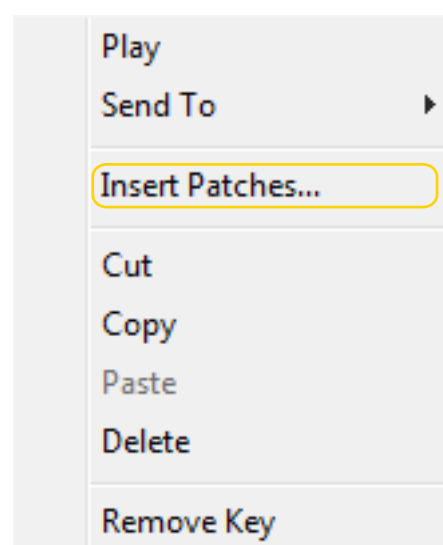 Play
Send To
Insert Patches...
Cut
Copy
Paste
Delete
Remove Key